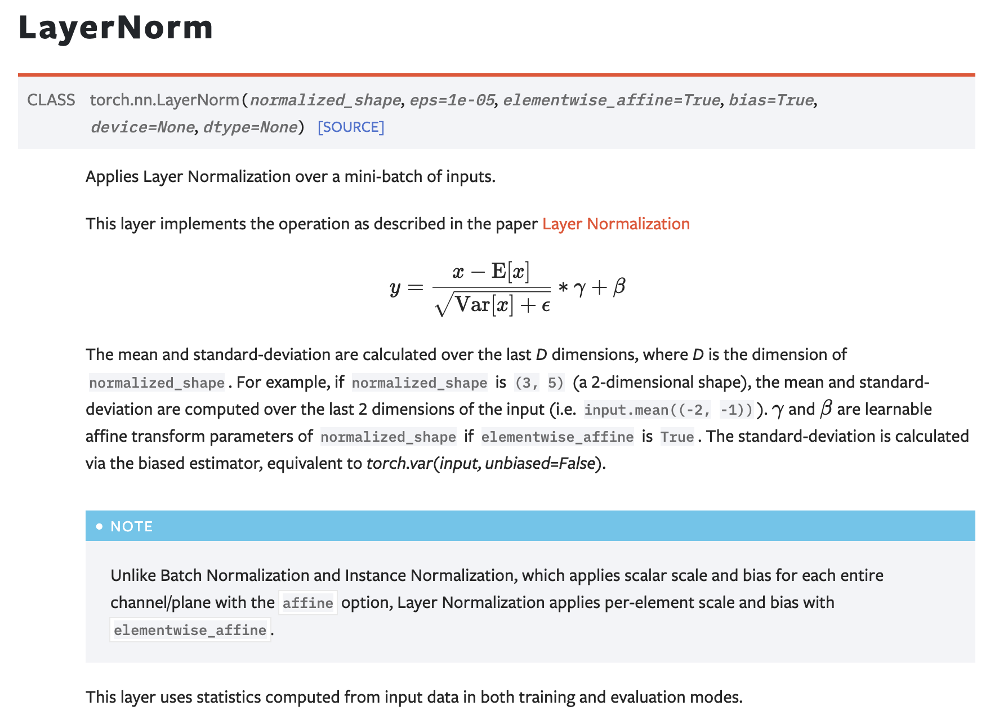 LayerNorm
CLASS torch.nn.LayerNorm(normalized_shape, eps=1e-05, elementwise_affine=True, bias=True,
device=None, dtype=None) [SOURCE]
Applies Layer Normalization over a mini-batch of inputs.
This layer implements the operation as described in the paper Layer Normalization
y = \frac{x - E[x]}{\sqrt{Var[x] + ϵ}} * γ + β
The mean and standard-deviation are calculated over the last D dimensions, where D is the dimension of
normalized_shape. For example, if normalized_shape is (3, 5) (a 2-dimensional shape), the mean and standard-
deviation are computed over the last 2 dimensions of the input (i.e. input.mean((-2, -1))). γ and β are learnable
affine transform parameters of normalized_shape if elementwise_affine is True. The standard-deviation is calculated
via the biased estimator, equivalent to torch.var(input, unbiased=False).
• NOTE
Unlike Batch Normalization and Instance Normalization, which applies scalar scale and bias for each entire
channel/plane with the affine option, Layer Normalization applies per-element scale and bias with
elementwise_affine.
This layer uses statistics computed from input data in both training and evaluation modes.